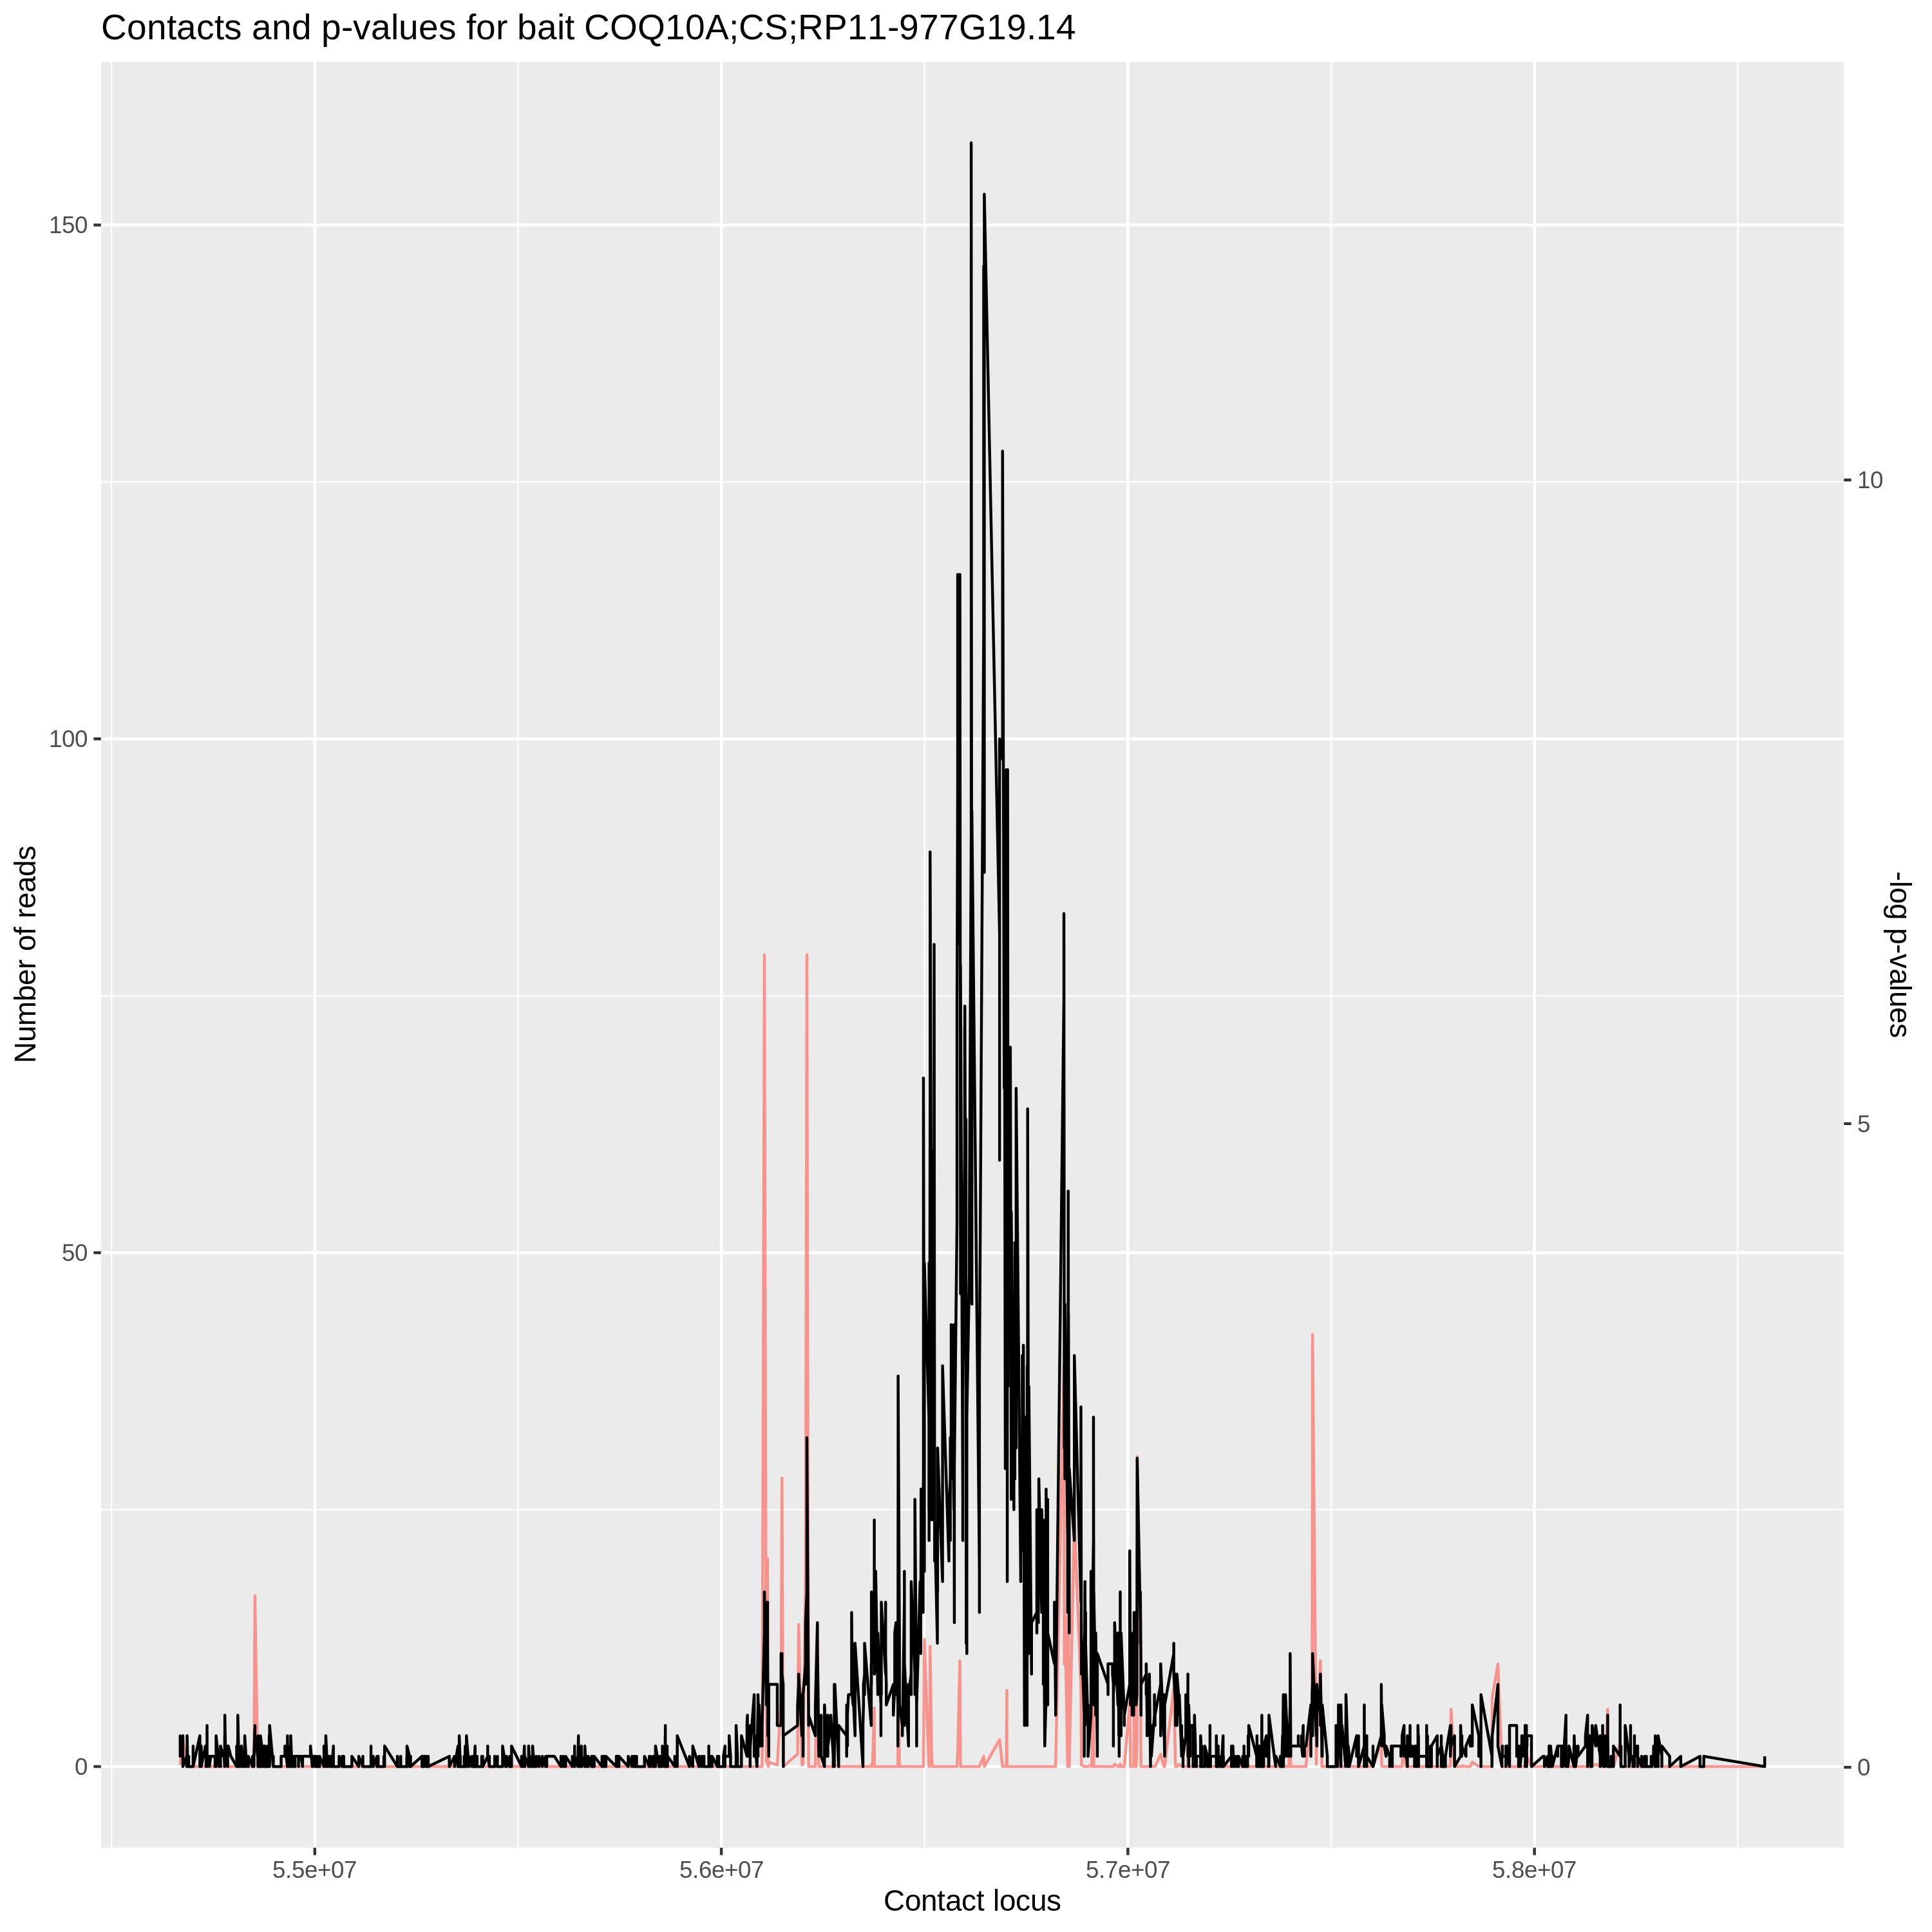 Contacts and p-values for bait COQ10A;CS;RP11-977G19.14
150
100
50
0
Number of reads
10
5
0
-log p-values
5.5e+07 5.6e+07 5.7e+07 5.8e+07
Contact locus